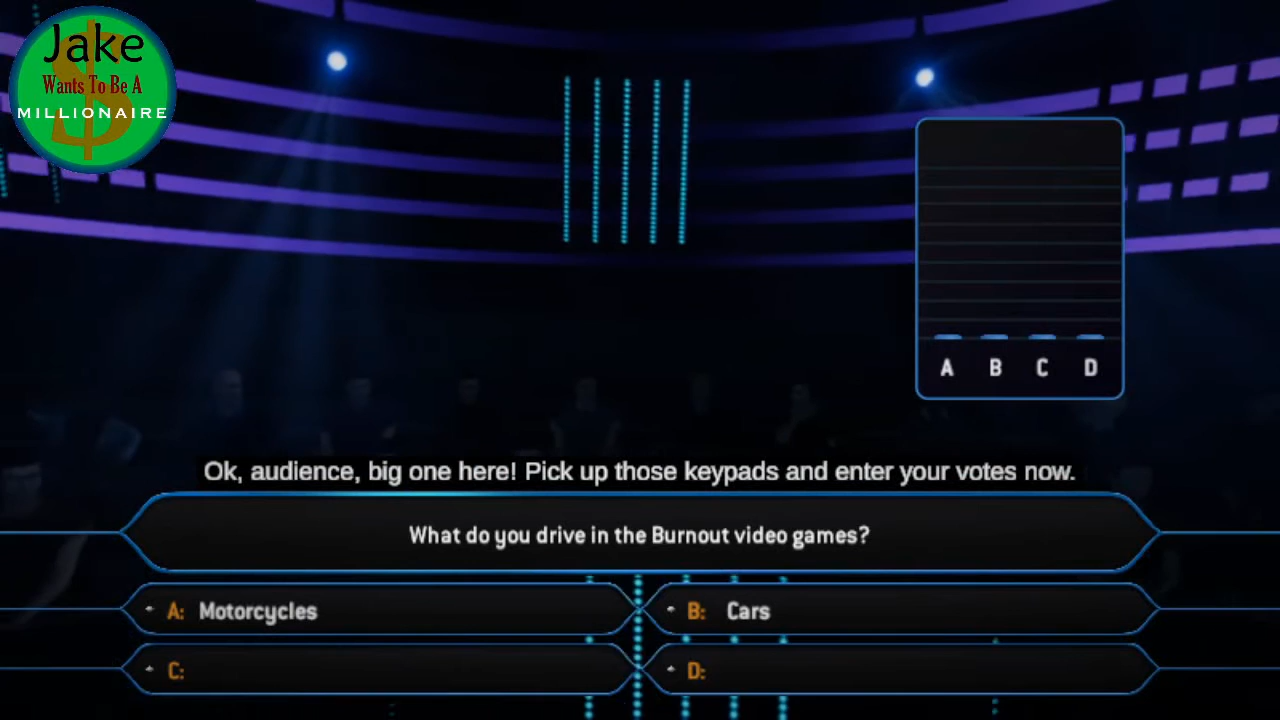 Jake
Wants To Be A
MILLIONAIRE
$
A B C D
Ok, audience, big one here! Pick up those keypads and enter your votes now.
What do you drive in the Burnout video games?
A: Motorcycles
B: Cars
C:
D: